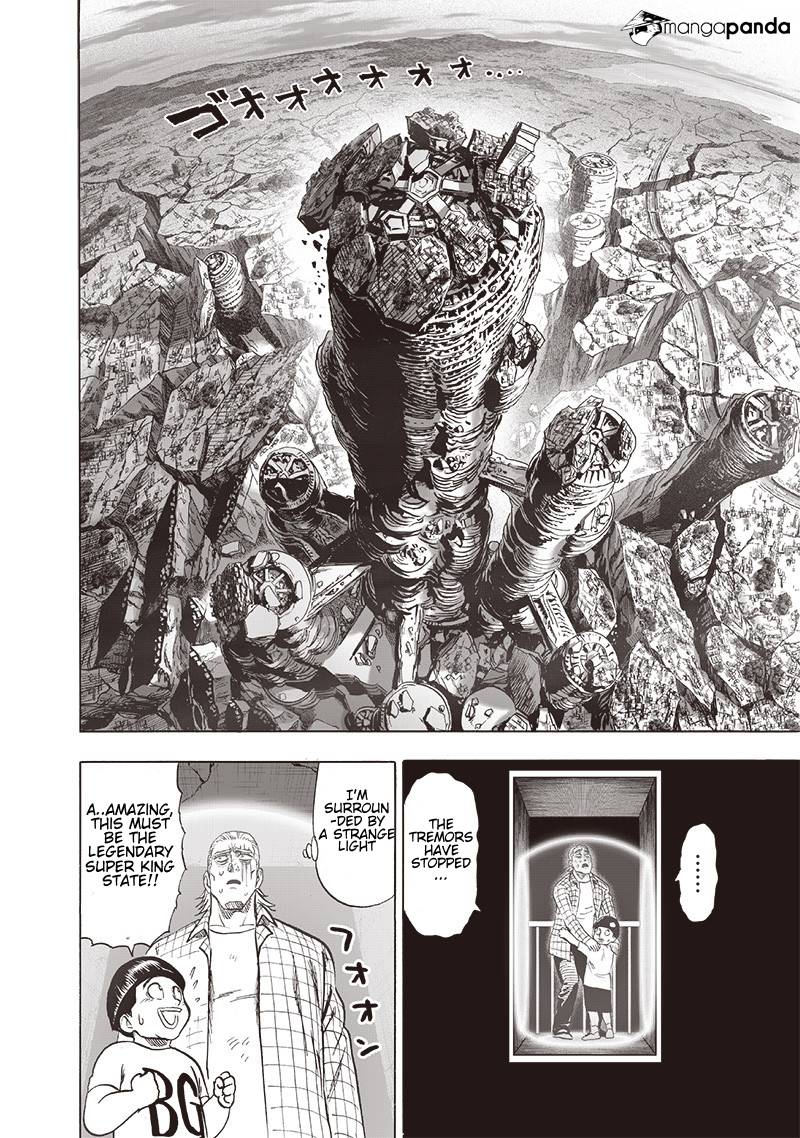 mangapanda
ゴオオオオオオ‥‥
‥‥‥
THE
TREMORS
HAVE
STOPPED
...
I'M
SURROUN
-DED BY
A STRANGE
LIGHT
A..AMAZING,
THIS MUST
BE THE
LEGENDARY
SUPER KING
STATE!!
フオオン
BG